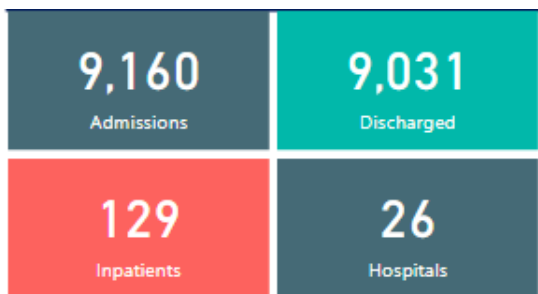 9,160
Admissions
9,031
Discharged
129
Inpatients
26
Hospitals